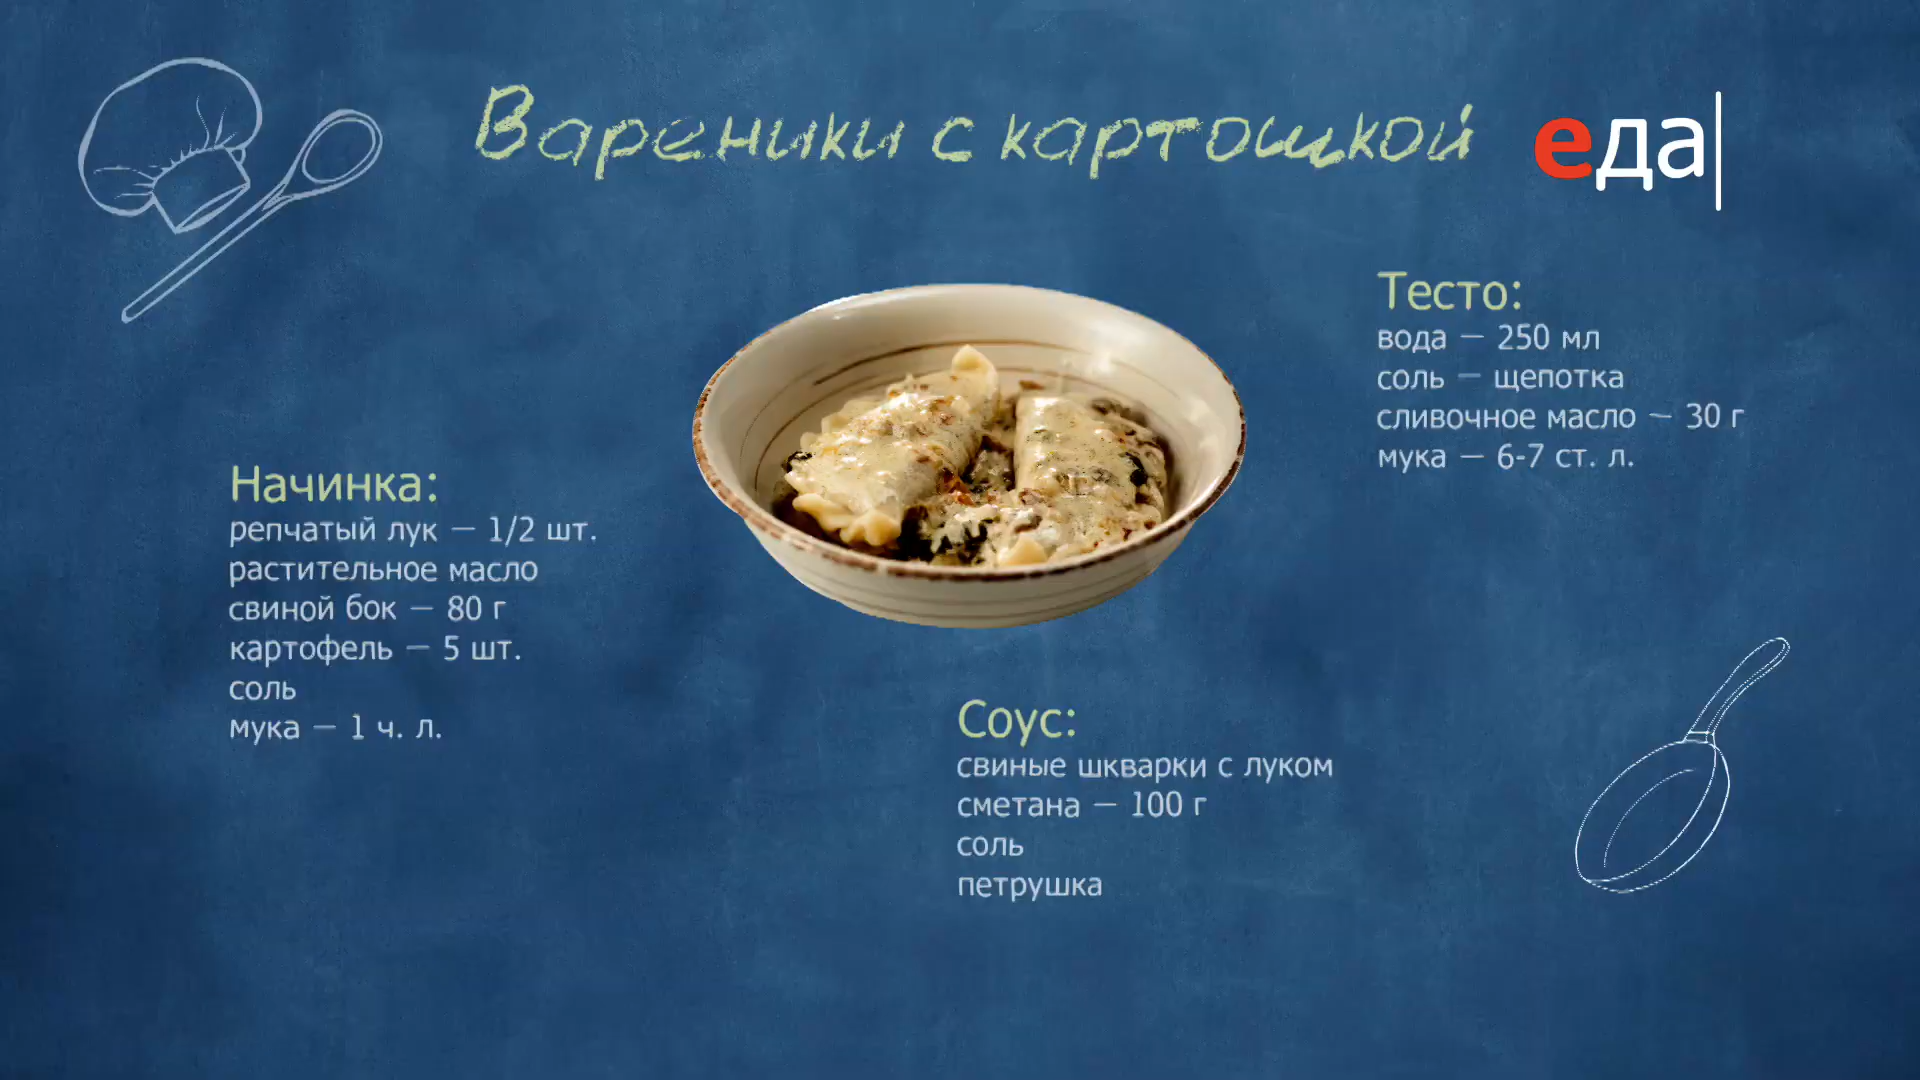 Вареники с картошкой
еда
Тесто:
вода — 250 мл
соль — щепотка
сливочное масло — 30 г
мука — 6-7 ст. л.
Начинка:
репчатый лук — 1/2 шт.
растительное масло
свиной бок — 80 г
картофель — 5 шт.
соль
мука — 1 ч. л.
Соус:
свиные шкварки с луком
сметана — 100 г
соль
петрушка